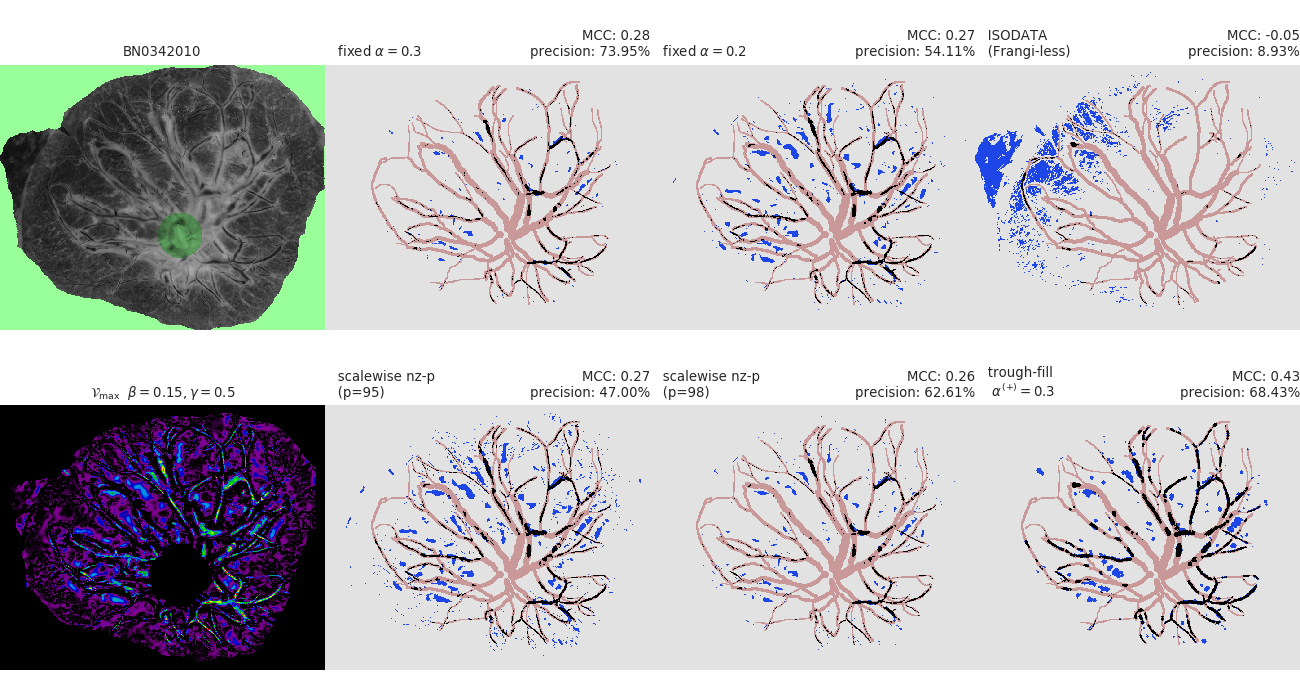 BN0342010
fixed α = 0.3
MCC: 0.28
precision: 73.95%
fixed α = 0.2
MCC: 0.27
precision: 54.11%
ISODATA
(Frangi-less)
MCC: -0.05
precision: 8.93%
𝒱max β = 0.15, γ = 0.5
scalewise nz-p
(p=95)
MCC: 0.27
precision: 47.00%
scalewise nz-p
(p=98)
MCC: 0.26
precision: 62.61%
trough-fill
α(+) = 0.3
MCC: 0.43
precision: 68.43%